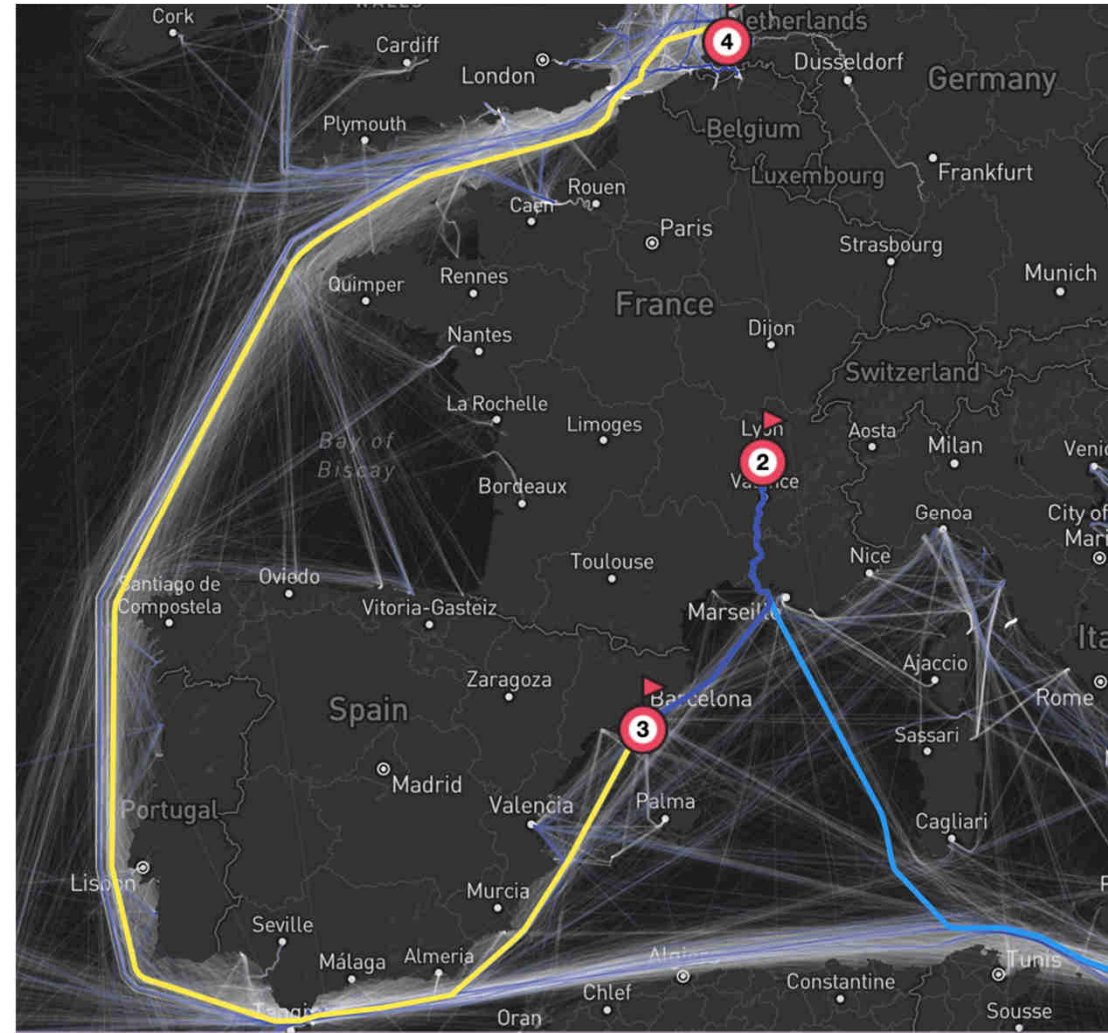 Cork
Cardiff
London
Netherlands
4
Dusseldorf
Germany
Plymouth
Belgium
Luxembourg
Frankfurt
Rouen
Caen
Paris
Strasbourg
Munich
Quimper
Rennes
France
Nantes
Dijon
Switzerland
La Rochelle
Limoges
Lyon
Aosta
Milan
Bay of
Biscay
2
Valence
Bordeaux
Genoa
City of
Toulouse
Nice
Santiago de
Compostela
Oviedo
Vitoria-Gasteiz
Marseille
Zaragoza
Barcelona
Ajaccio
Rome
Spain
3
Sassari
Madrid
Portugal
Valencia
Palma
Cagliari
Lisbon
Murcia
Seville
Málaga
Almería
Algiers
Tunis
Chlef
Constantine
Oran
Sousse